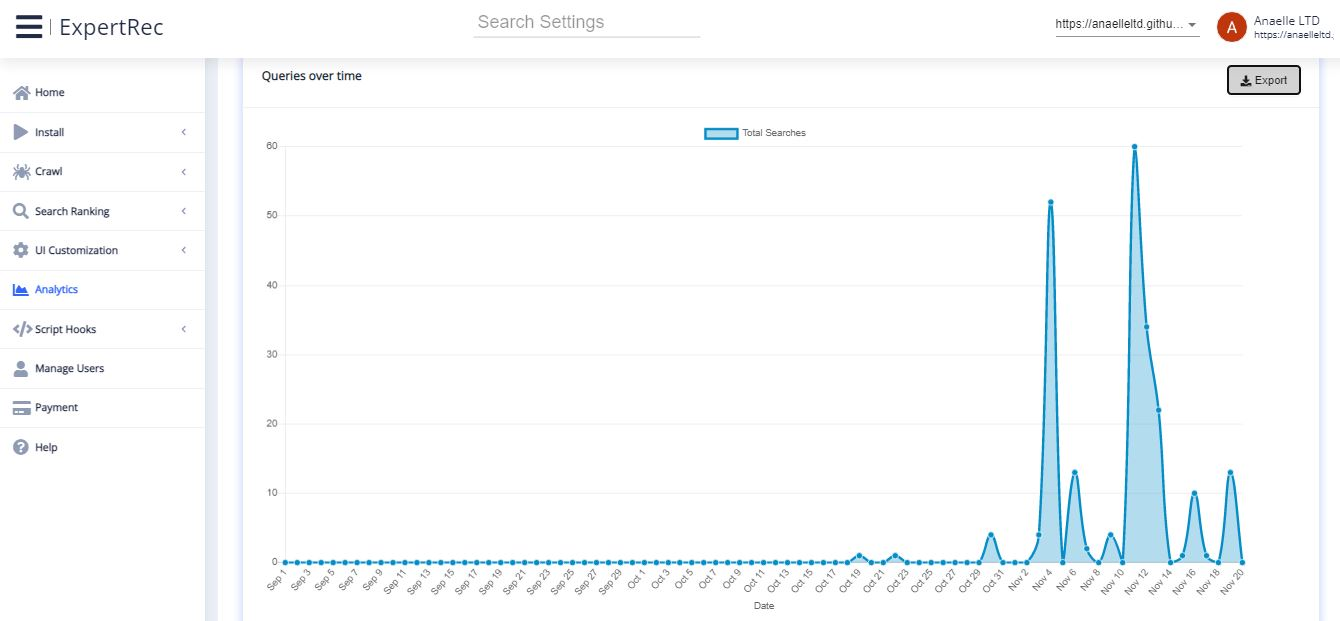 ExpertRec
Search Settings
https://anaelleltd.githu...
A
Anaelle LTD
https://anaelleltd.
Home
Install
Crawl
Search Ranking
UI Customization
Analytics
Script Hooks
Manage Users
Payment
Help
Queries over time
Export
Total Searches
60
50
40
30
20
10
0
Sep 1 Sep 3 Sep 5 Sep 7 Sep 9 Sep 11 Sep 13 Sep 15 Sep 17 Sep 19 Sep 21 Sep 23 Sep 25 Sep 27 Sep 29 Oct 1 Oct 3 Oct 5 Oct 7 Oct 9 Oct 11 Oct 13 Oct 15 Oct 17 Oct 19 Oct 21 Oct 23 Oct 25 Oct 27 Oct 29 Oct 31 Nov 2 Nov 4 Nov 6 Nov 8 Nov 10 Nov 12 Nov 14 Nov 16 Nov 18 Nov 20
Date